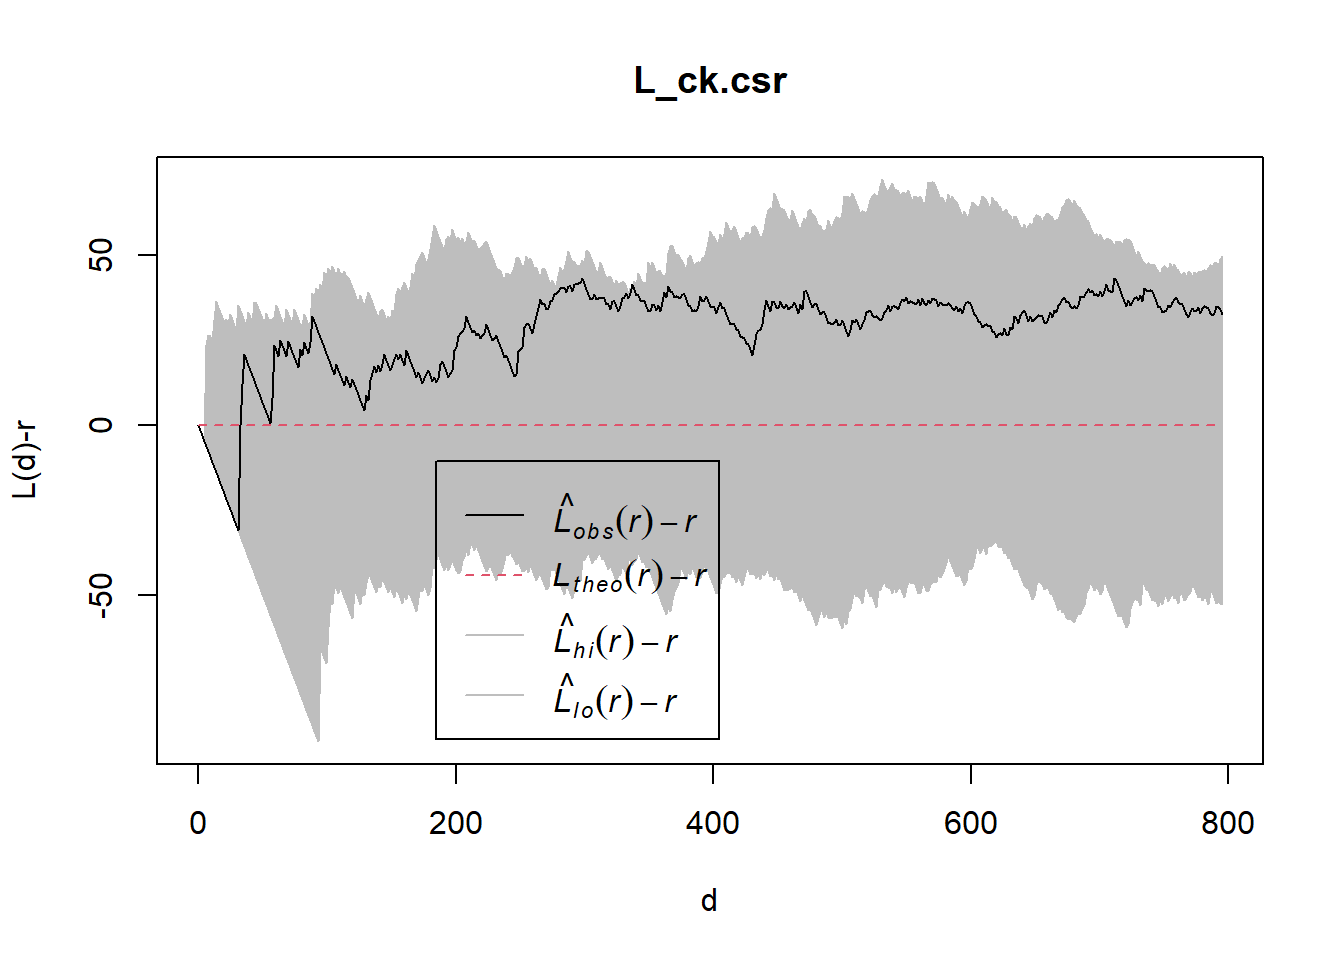 L_ck.csr
L(d)-r
50
0
-50
L̂obs(r) – r
Ltheo(r) – r
L̂hi(r) – r
L̂lo(r) – r
0 200 400 600 800
d